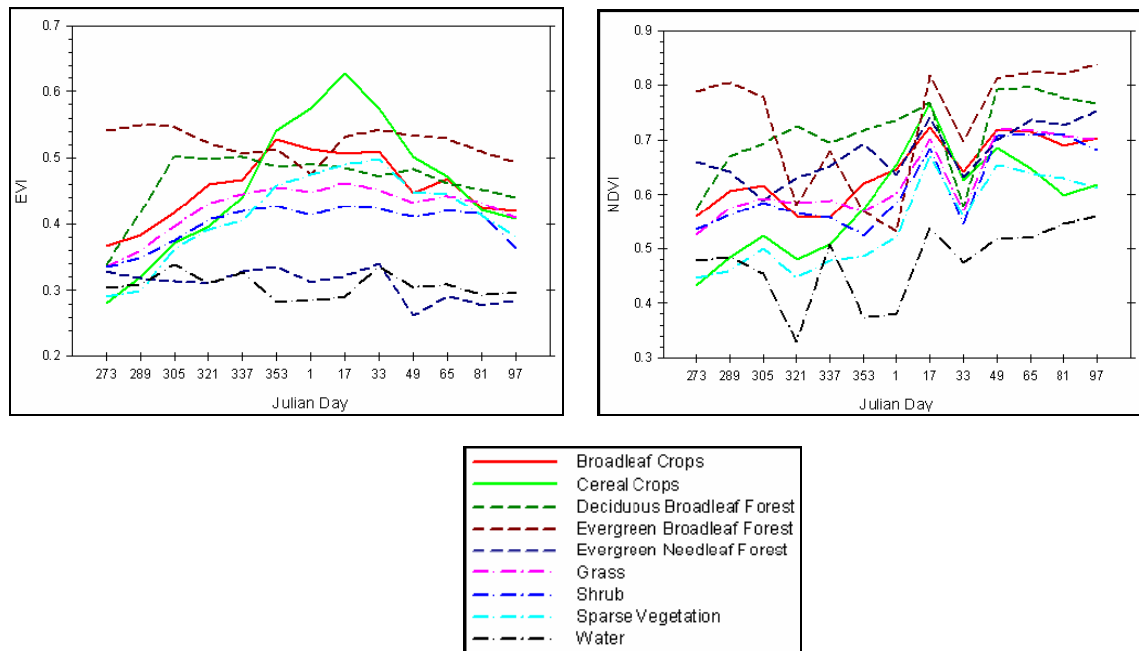 0.7
0.6
0.5
0.4
0.3
0.2
EVI
273 289 305 321 337 353 1 17 33 49 65 81 97
Julian Day
0.9
0.8
0.7
0.6
0.5
0.4
0.3
NDVI
273 289 305 321 337 353 1 17 33 49 65 81 97
Julian Day
Broadleaf Crops
Cereal Crops
Deciduous Broadleaf Forest
Evergreen Broadleaf Forest
Evergreen Needleaf Forest
Grass
Shrub
Sparse Vegetation
Water